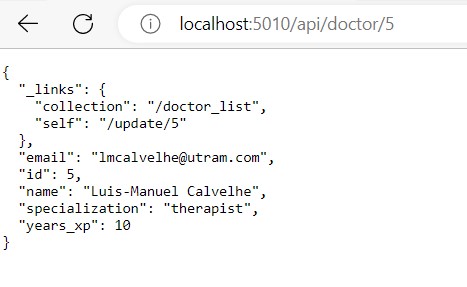 localhost:5010/api/doctor/5
{
  "_links": {
    "collection": "/doctor_list",
    "self": "/update/5"
  },
  "email": "lmcalvelhe@utram.com",
  "id": 5,
  "name": "Luis-Manuel Calvelhe",
  "specialization": "therapist",
  "years_xp": 10
}